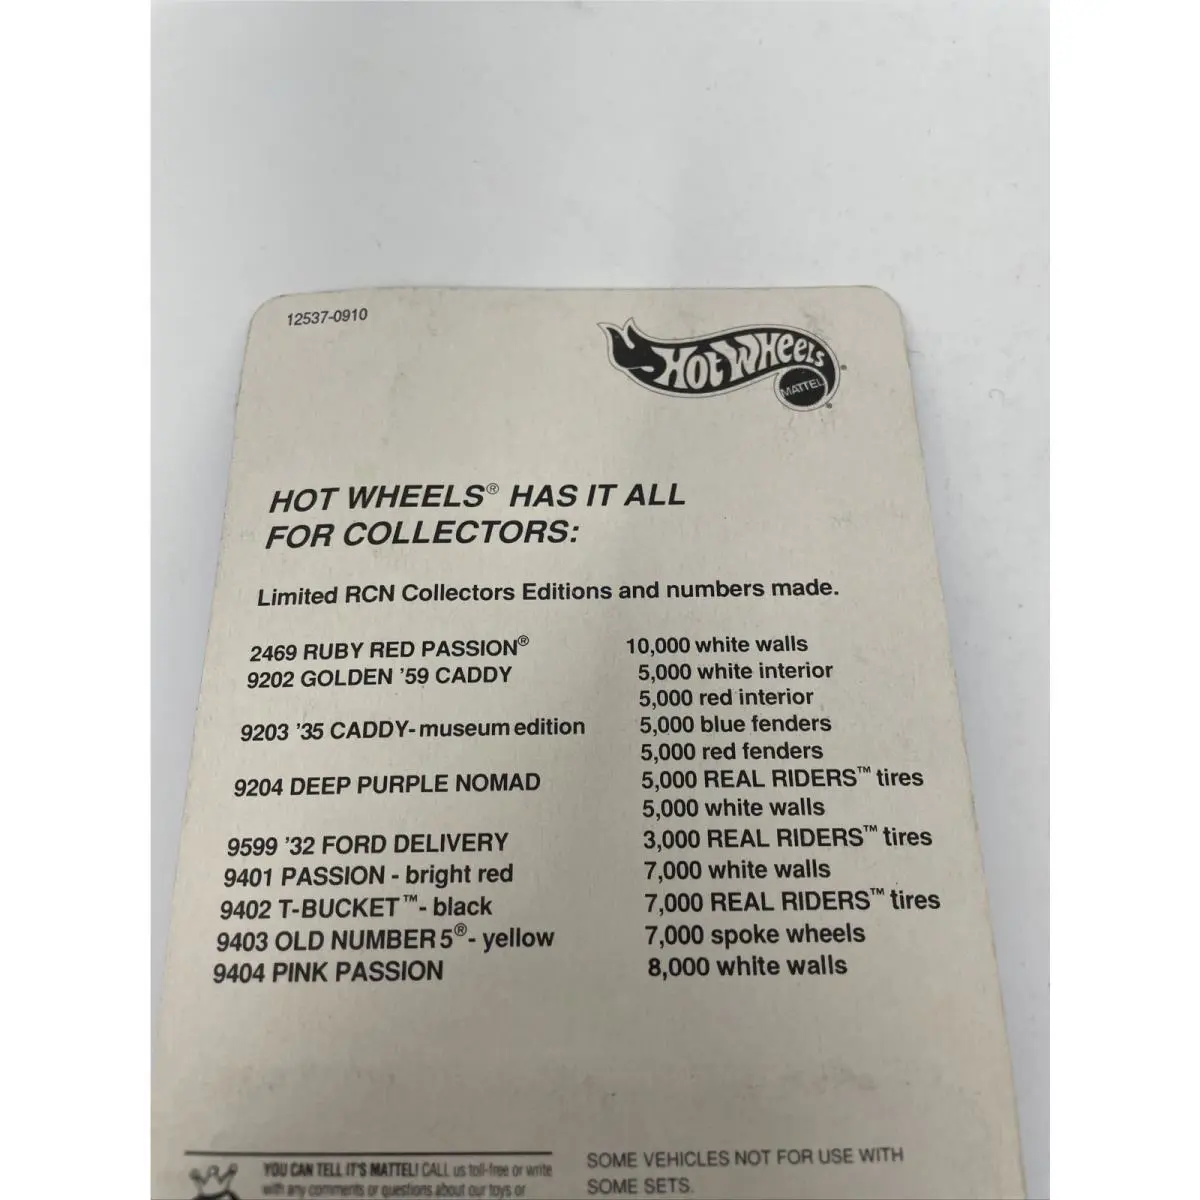 12537-0910
HOT WHEELS
MATTEL
HOT WHEELS® HAS IT ALL
FOR COLLECTORS:
Limited RCN Collectors Editions and numbers made.
2469 RUBY RED PASSION® 10,000 white walls
9202 GOLDEN '59 CADDY 5,000 white interior
5,000 red interior
9203 '35 CADDY-museum edition 5,000 blue fenders
5,000 red fenders
9204 DEEP PURPLE NOMAD 5,000 REAL RIDERS™ tires
5,000 white walls
9599 '32 FORD DELIVERY 3,000 REAL RIDERS™ tires
9401 PASSION - bright red 7,000 white walls
9402 T-BUCKET™- black 7,000 REAL RIDERS™ tires
9403 OLD NUMBER 5®- yellow 7,000 spoke wheels
9404 PINK PASSION 8,000 white walls
YOU CAN TELL IT'S MATTEL! CALL us toll-free or write
with any comments or questions about our toys or
SOME VEHICLES NOT FOR USE WITH
SOME SETS.